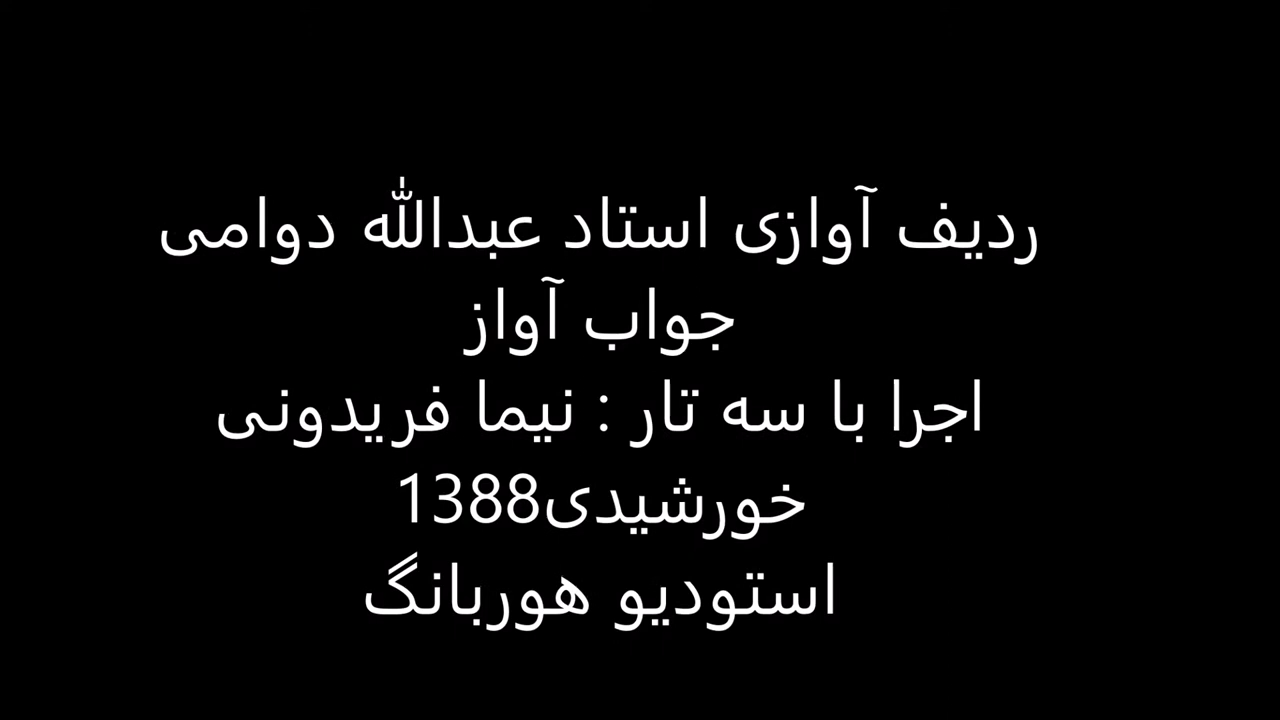 ردیف آوازی استاد عبدالله دوامی
جواب آواز
اجرا با سه تار : نیما فریدونی
خورشیدی1388
استودیو هوربانگ